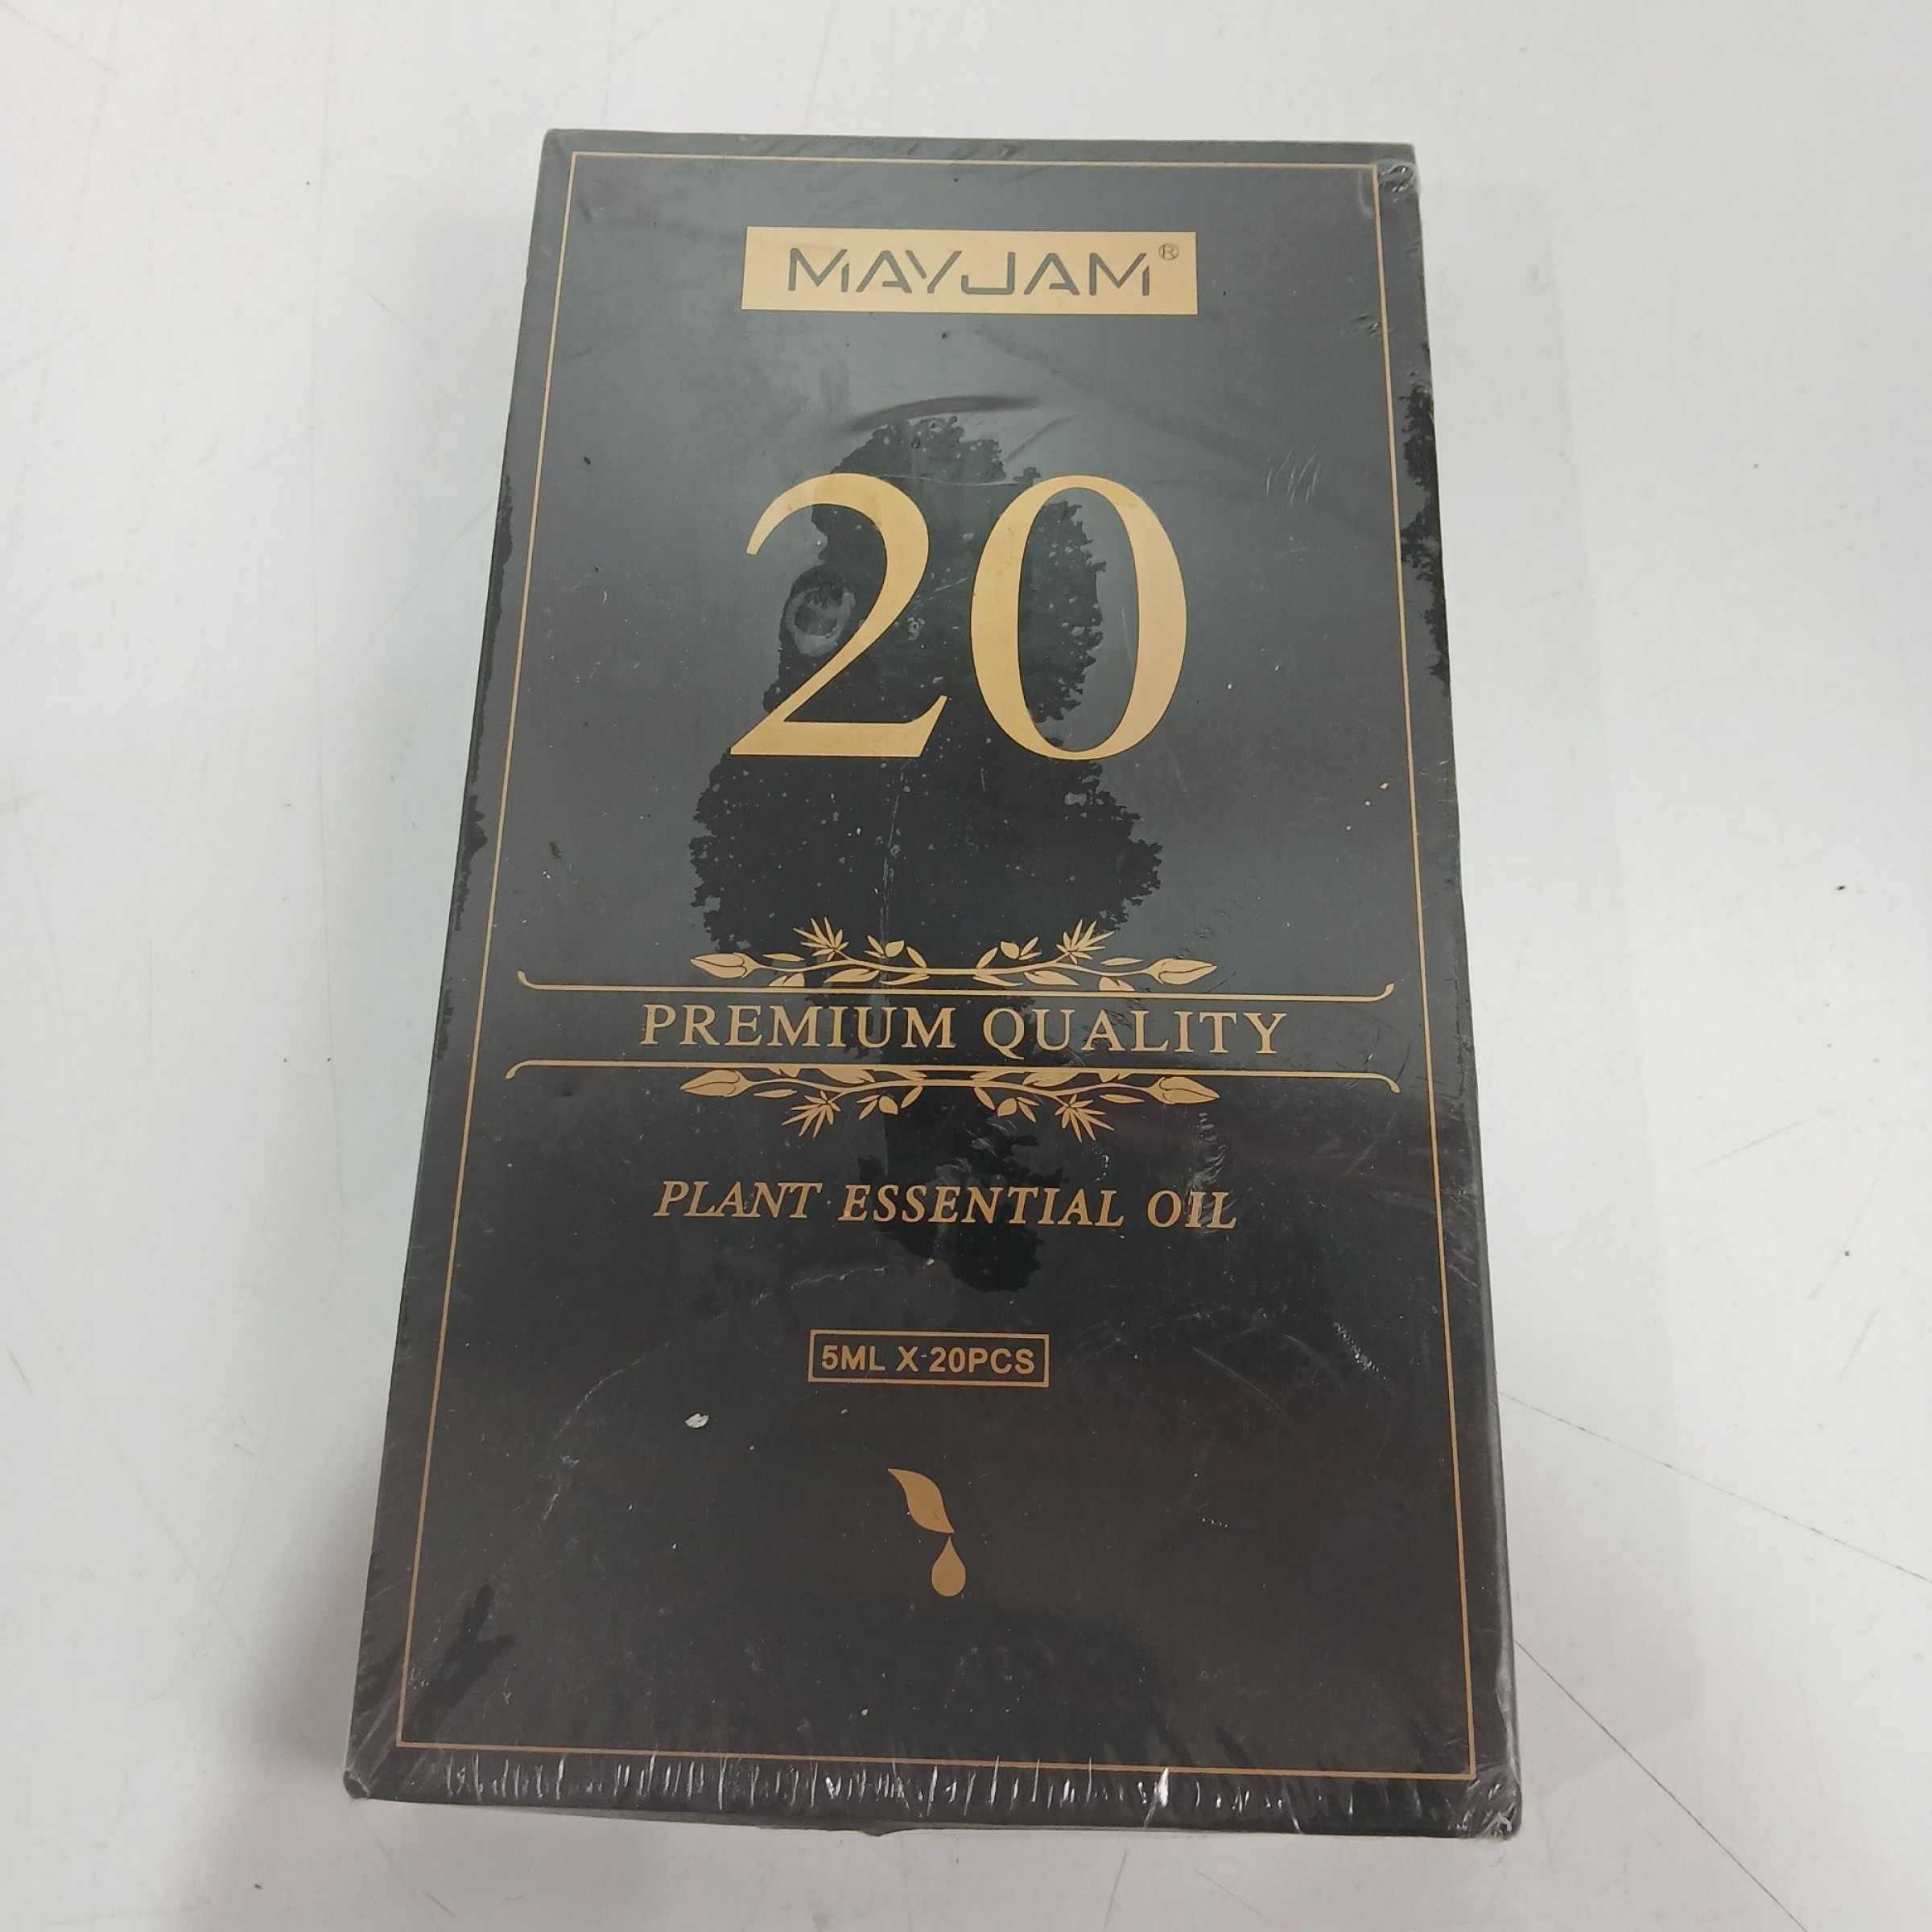 MAYJAM®
20
PREMIUM QUALITY
PLANT ESSENTIAL OIL
5ML X 20PCS